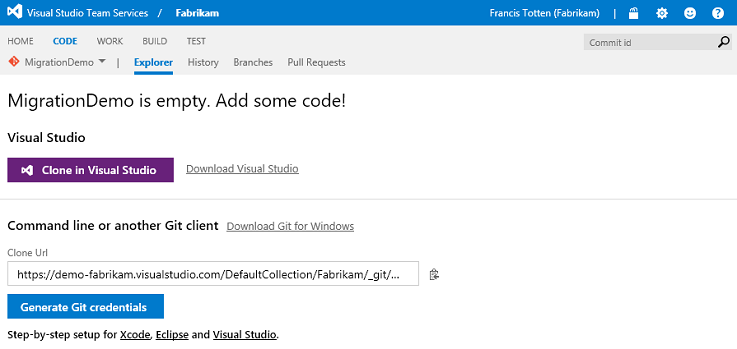 Visual Studio Team Services / Fabrikam Francis Totten (Fabrikam) | ?
HOME CODE WORK BUILD TEST Commit id
MigrationDemo | Explorer History Branches Pull Requests
MigrationDemo is empty. Add some code!
Visual Studio
Clone in Visual Studio Download Visual Studio
Command line or another Git client Download Git for Windows
Clone Url
https://demo-fabrikam.visualstudio.com/DefaultCollection/Fabrikam/_git/...
Generate Git credentials
Step-by-step setup for Xcode, Eclipse and Visual Studio.